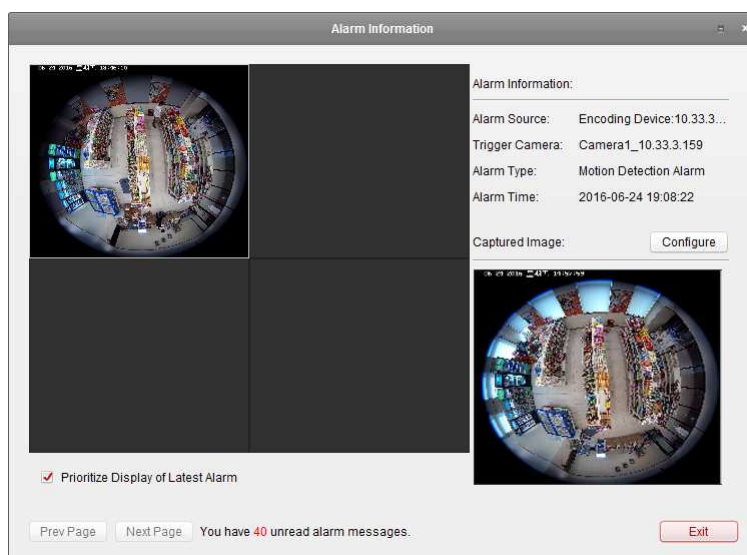 Alarm Information
Alarm Information:
Alarm Source: Encoding Device:10.33.3...
Trigger Camera: Camera1_10.33.3.159
Alarm Type: Motion Detection Alarm
Alarm Time: 2016-06-24 19:08:22
Captured Image: Configure
Prioritize Display of Latest Alarm
Prev Page Next Page You have 40 unread alarm messages. Exit